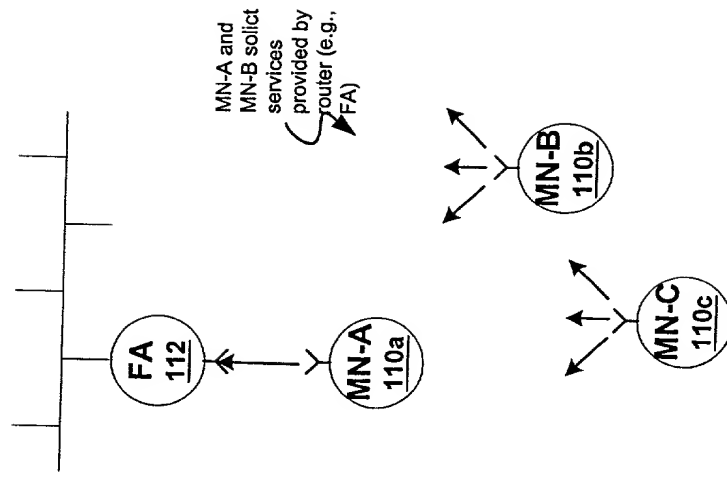 MN-A and
MN-B solict
services
provided by
router (e.g.,
FA)
FA
112
MN-A
110a
MN-B
110b
MN-C
110c